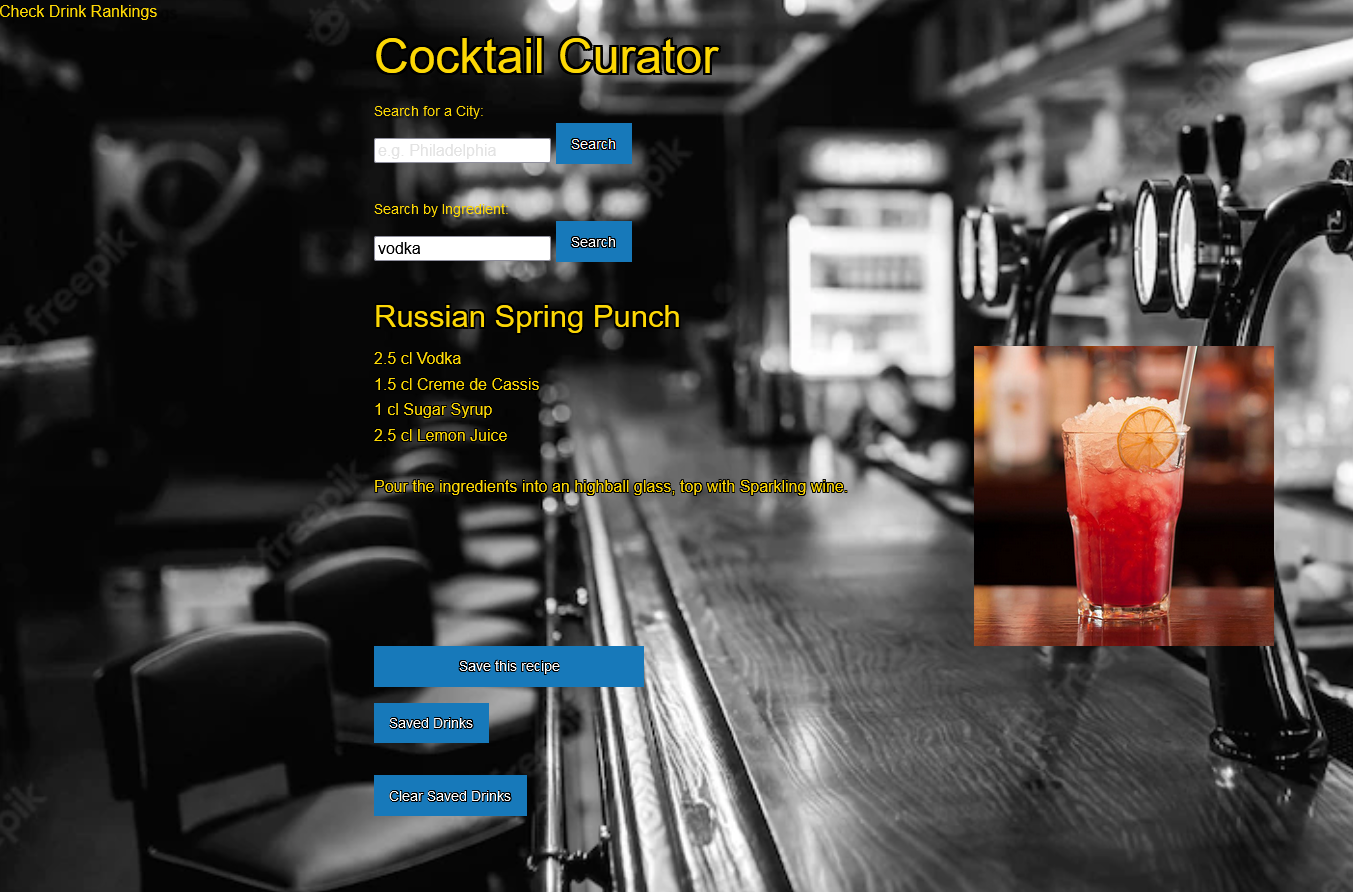 Check Drink Rankings
Cocktail Curator
Search for a City:
e.g. Philadelphia
Search
Search by Ingredient:
vodka
Search
Russian Spring Punch
2.5 cl Vodka
1.5 cl Creme de Cassis
1 cl Sugar Syrup
2.5 cl Lemon Juice
Pour the ingredients into an highball glass, top with Sparkling wine.
Save this recipe
Saved Drinks
Clear Saved Drinks
freepik
freepik
freepik